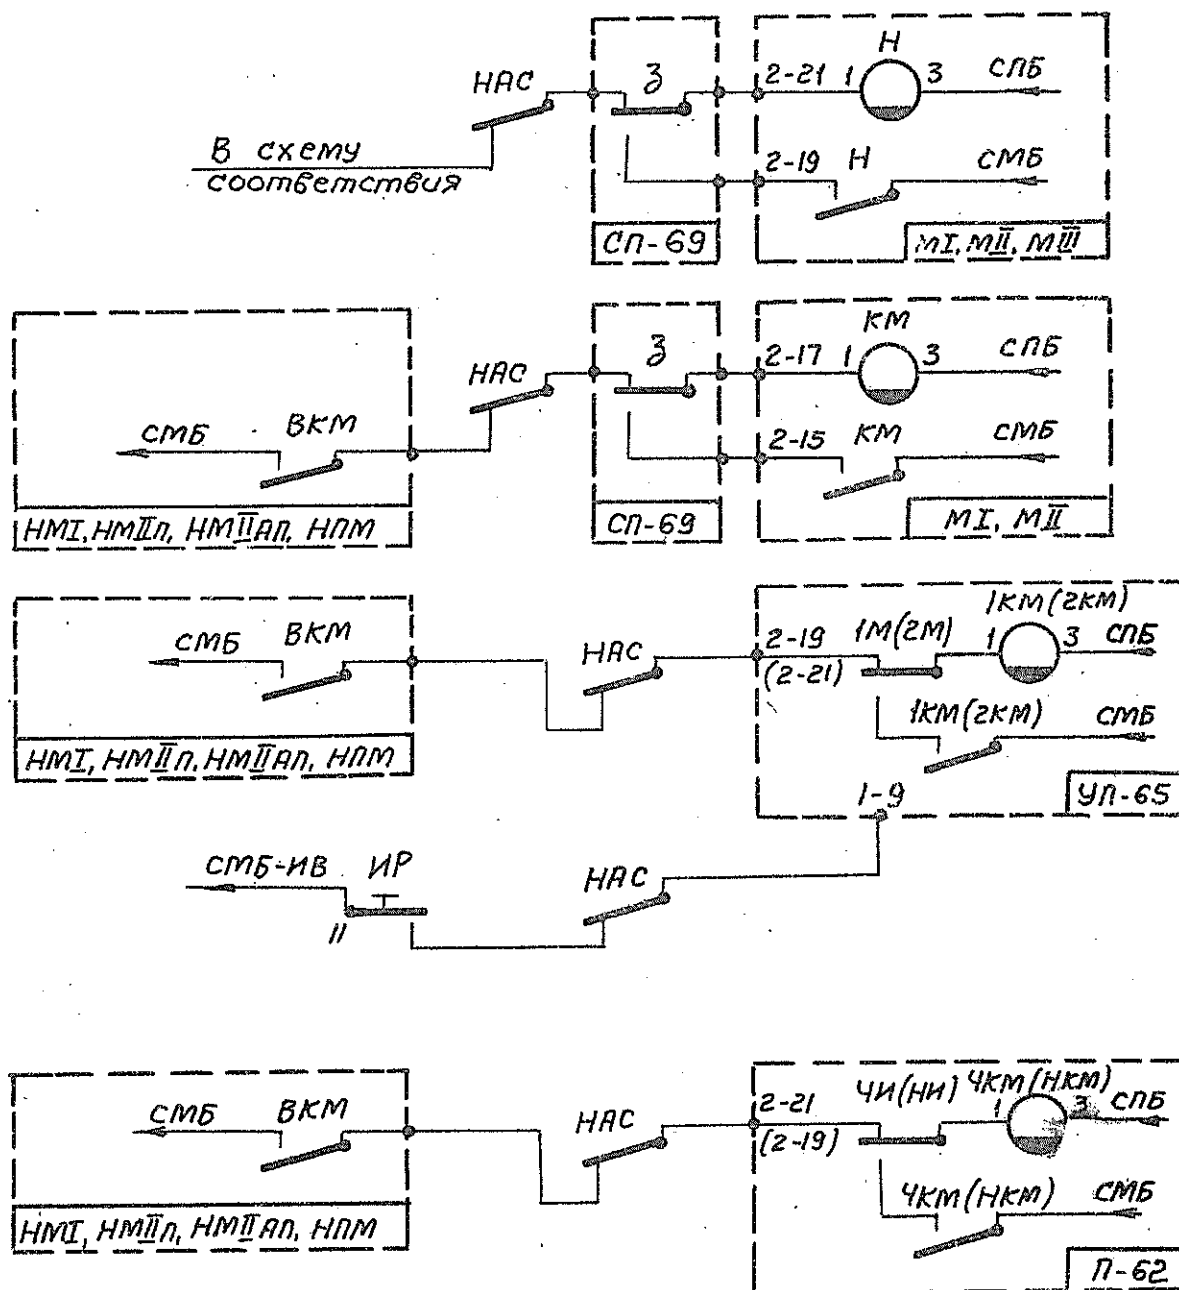 Н
НАС
З
2-21 1 3 СПБ
В схему
соответствия
2-19 Н СМБ
СП-69
МI, МII, МIII
КМ
НАС
З
2-17 1 3 СПБ
СМБ ВКМ
2-15 КМ СМБ
НМI, НМIIП, НМIIАП, НПМ
СП-69
МI, МII
1КМ(2КМ)
СМБ ВКМ
НАС
2-19 1М(2М) 1 3 СПБ
(2-21)
1КМ(2КМ) СМБ
НМI, НМIIП, НМIIАП, НПМ
1-9
УП-65
СМБ-ИВ ИР
НАС
11
ЧИ(НИ) ЧКМ(НКМ)
СМБ ВКМ
НАС
2-21 1 3 СПБ
(2-19)
ЧКМ(НКМ) СМБ
НМI, НМIIП, НМIIАП, НПМ
П-62